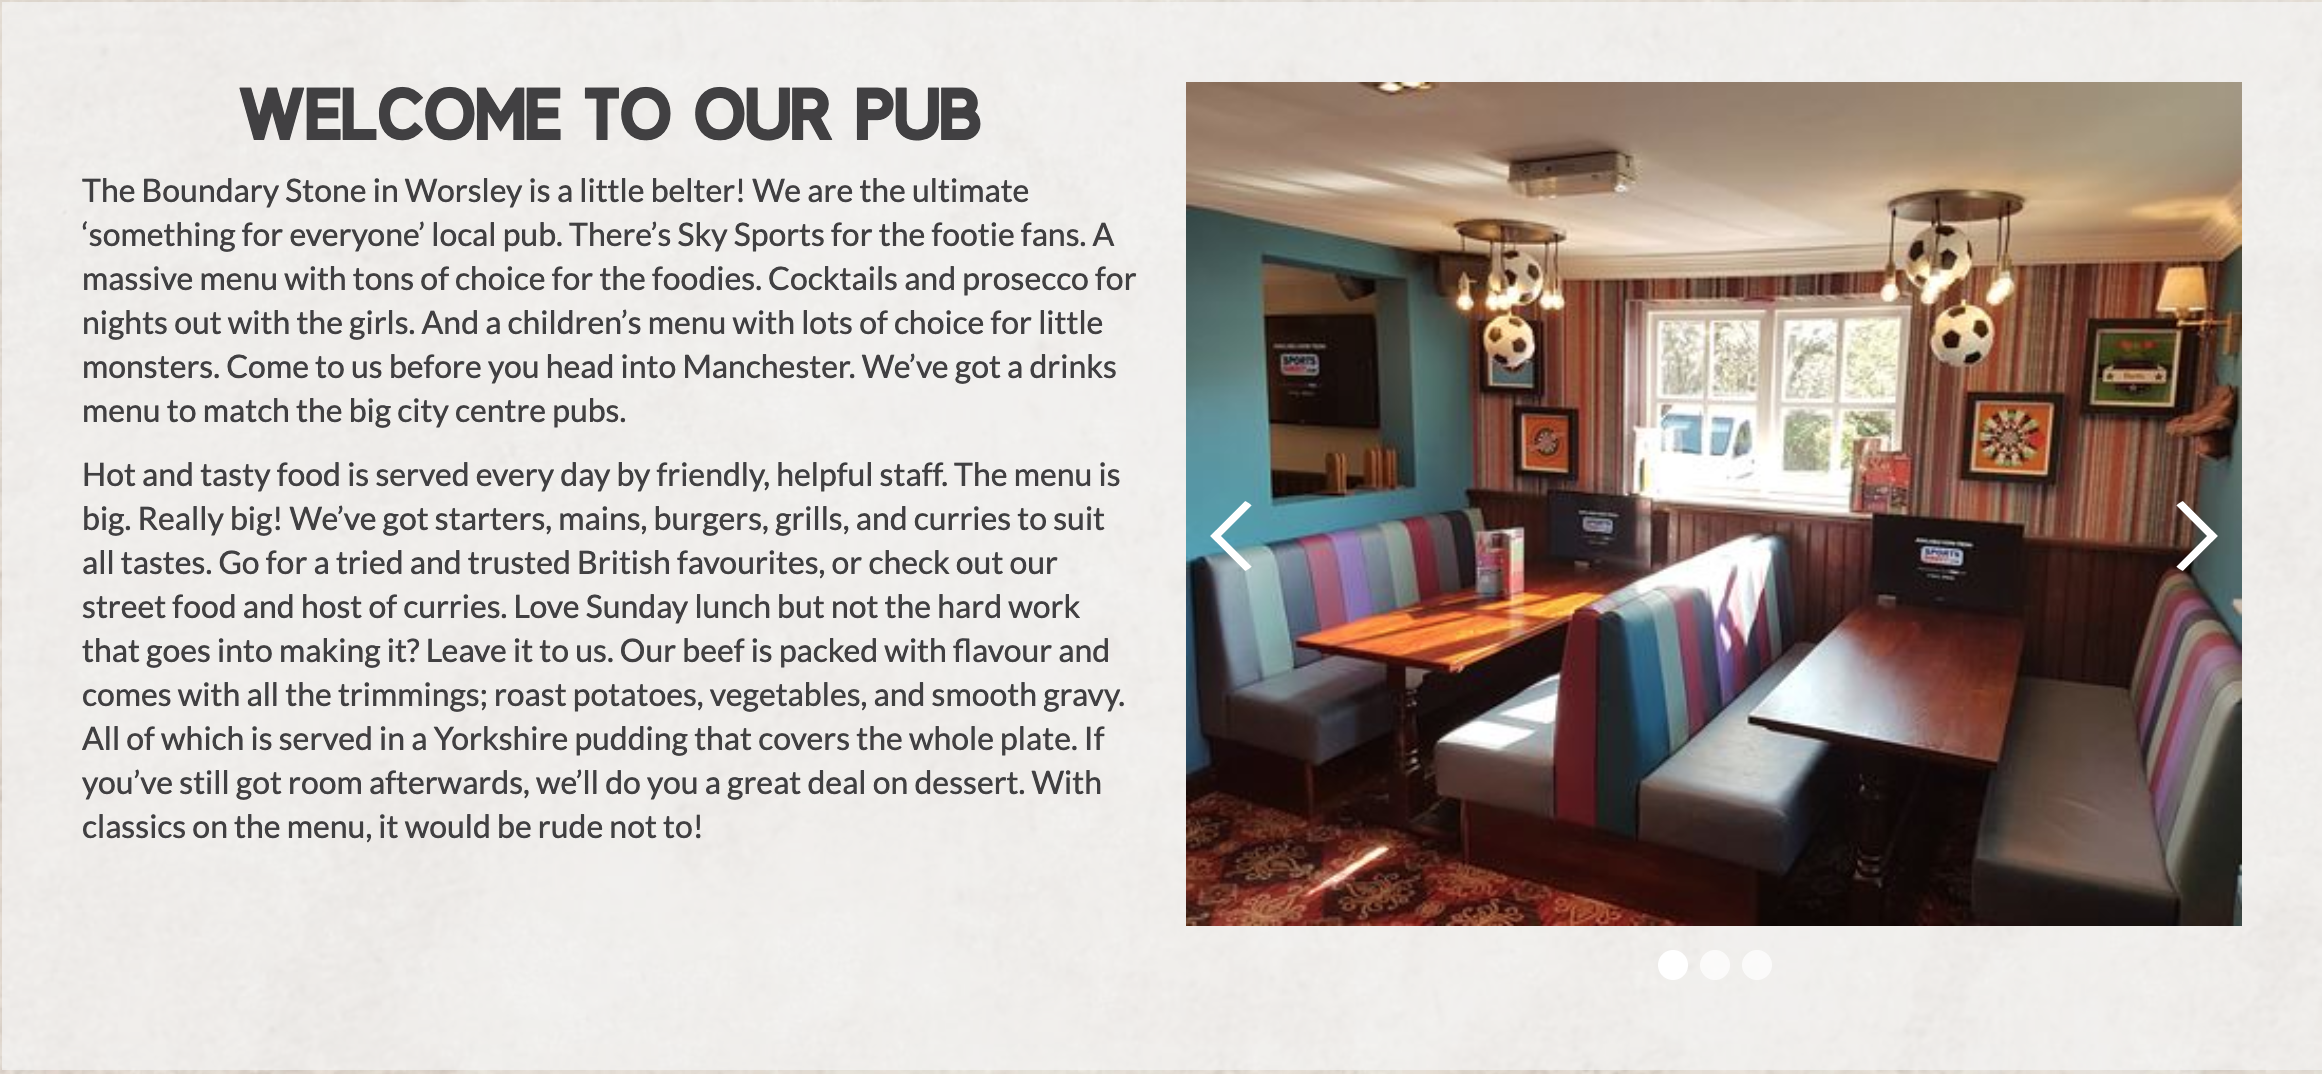 WELCOME TO OUR PUB
The Boundary Stone in Worsley is a little belter! We are the ultimate
‘something for everyone’ local pub. There’s Sky Sports for the footie fans. A
massive menu with tons of choice for the foodies. Cocktails and prosecco for
nights out with the girls. And a children’s menu with lots of choice for little
monsters. Come to us before you head into Manchester. We’ve got a drinks
menu to match the big city centre pubs.
Hot and tasty food is served every day by friendly, helpful staff. The menu is
big. Really big! We’ve got starters, mains, burgers, grills, and curries to suit
all tastes. Go for a tried and trusted British favourites, or check out our
street food and host of curries. Love Sunday lunch but not the hard work
that goes into making it? Leave it to us. Our beef is packed with flavour and
comes with all the trimmings; roast potatoes, vegetables, and smooth gravy.
All of which is served in a Yorkshire pudding that covers the whole plate. If
you’ve still got room afterwards, we’ll do you a great deal on dessert. With
classics on the menu, it would be rude not to!
SPORTS
SPORTS
SPORTS